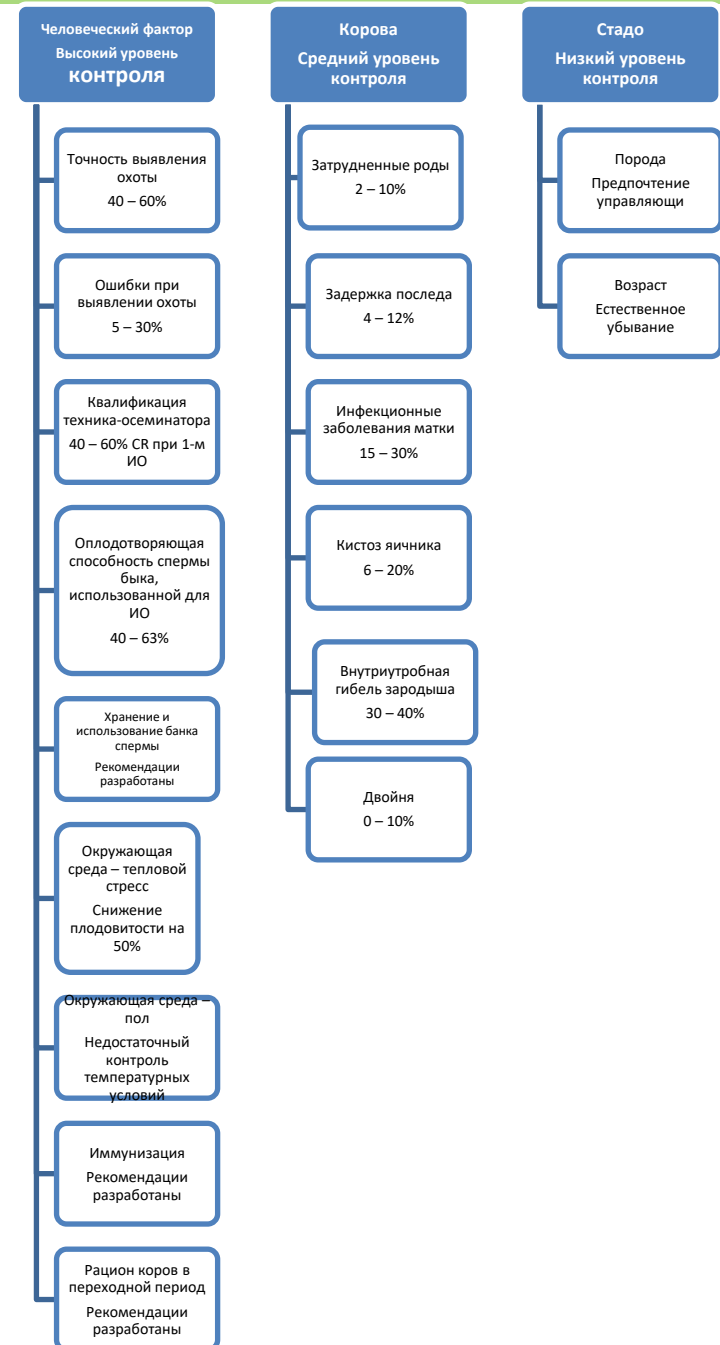 Человеческий фактор
Высокий уровень
контроля
Точность выявления
охоты
40 – 60%
Ошибки при
выявлении охоты
5 – 30%
Квалификация
техника-осеминатора
40 – 60% CR при 1-м
ИО
Оплодотворяющая
способность спермы
быка,
использованной для
ИО
40 – 63%
Хранение и
использование банка
спермы
Рекомендации
разработаны
Окружающая
среда – тепловой
стресс
Снижение
плодовитости на
50%
Окружающая среда –
пол
Недостаточный
контроль
температурных
условий
Иммунизация
Рекомендации
разработаны
Рацион коров в
переходной период
Рекомендации
разработаны
Корова
Средний уровень
контроля
Затрудненные роды
2 – 10%
Задержка последа
4 – 12%
Инфекционные
заболевания матки
15 – 30%
Кистоз яичника
6 – 20%
Внутриутробная
гибель зародыша
30 – 40%
Двойня
0 – 10%
Стадо
Низкий уровень
контроля
Порода
Предпочтение
управляющи
Возраст
Естественное
убывание